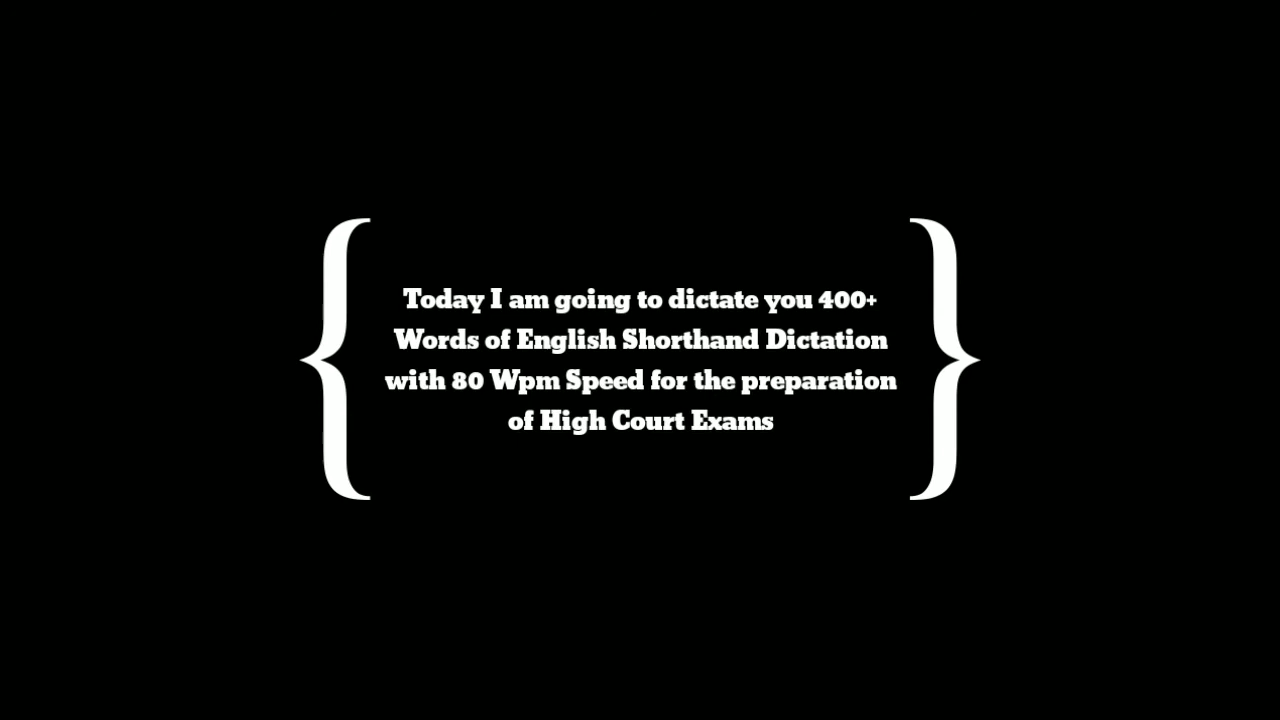 Today I am going to dictate you 400+
Words of English Shorthand Dictation
with 80 Wpm Speed for the preparation
of High Court Exams